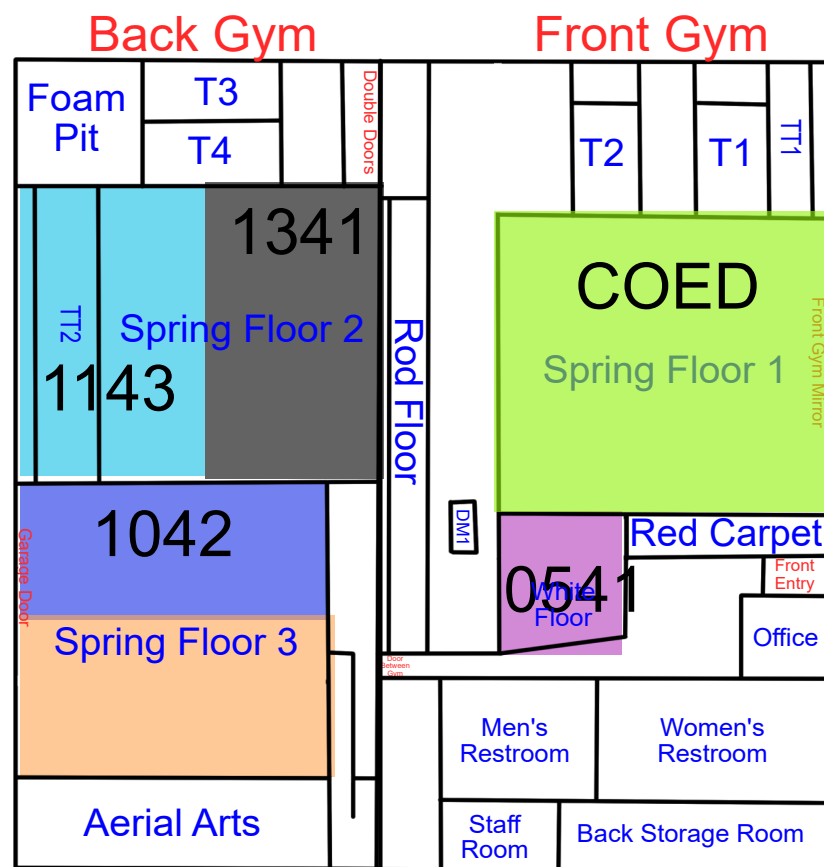 Back Gym
Front Gym
Foam
Pit
T3
T4
Double Doors
T2
T1
TT1
1341
COED
TT2
Spring Floor 2
Rod Floor
Spring Floor 1
Front Gym Mirror
1143
1042
DM1
Red Carpet
Garage Door
0541
White
Floor
Front
Entry
Spring Floor 3
Door
Between
Gym
Office
Men's
Restroom
Women's
Restroom
Aerial Arts
Staff
Room
Back Storage Room